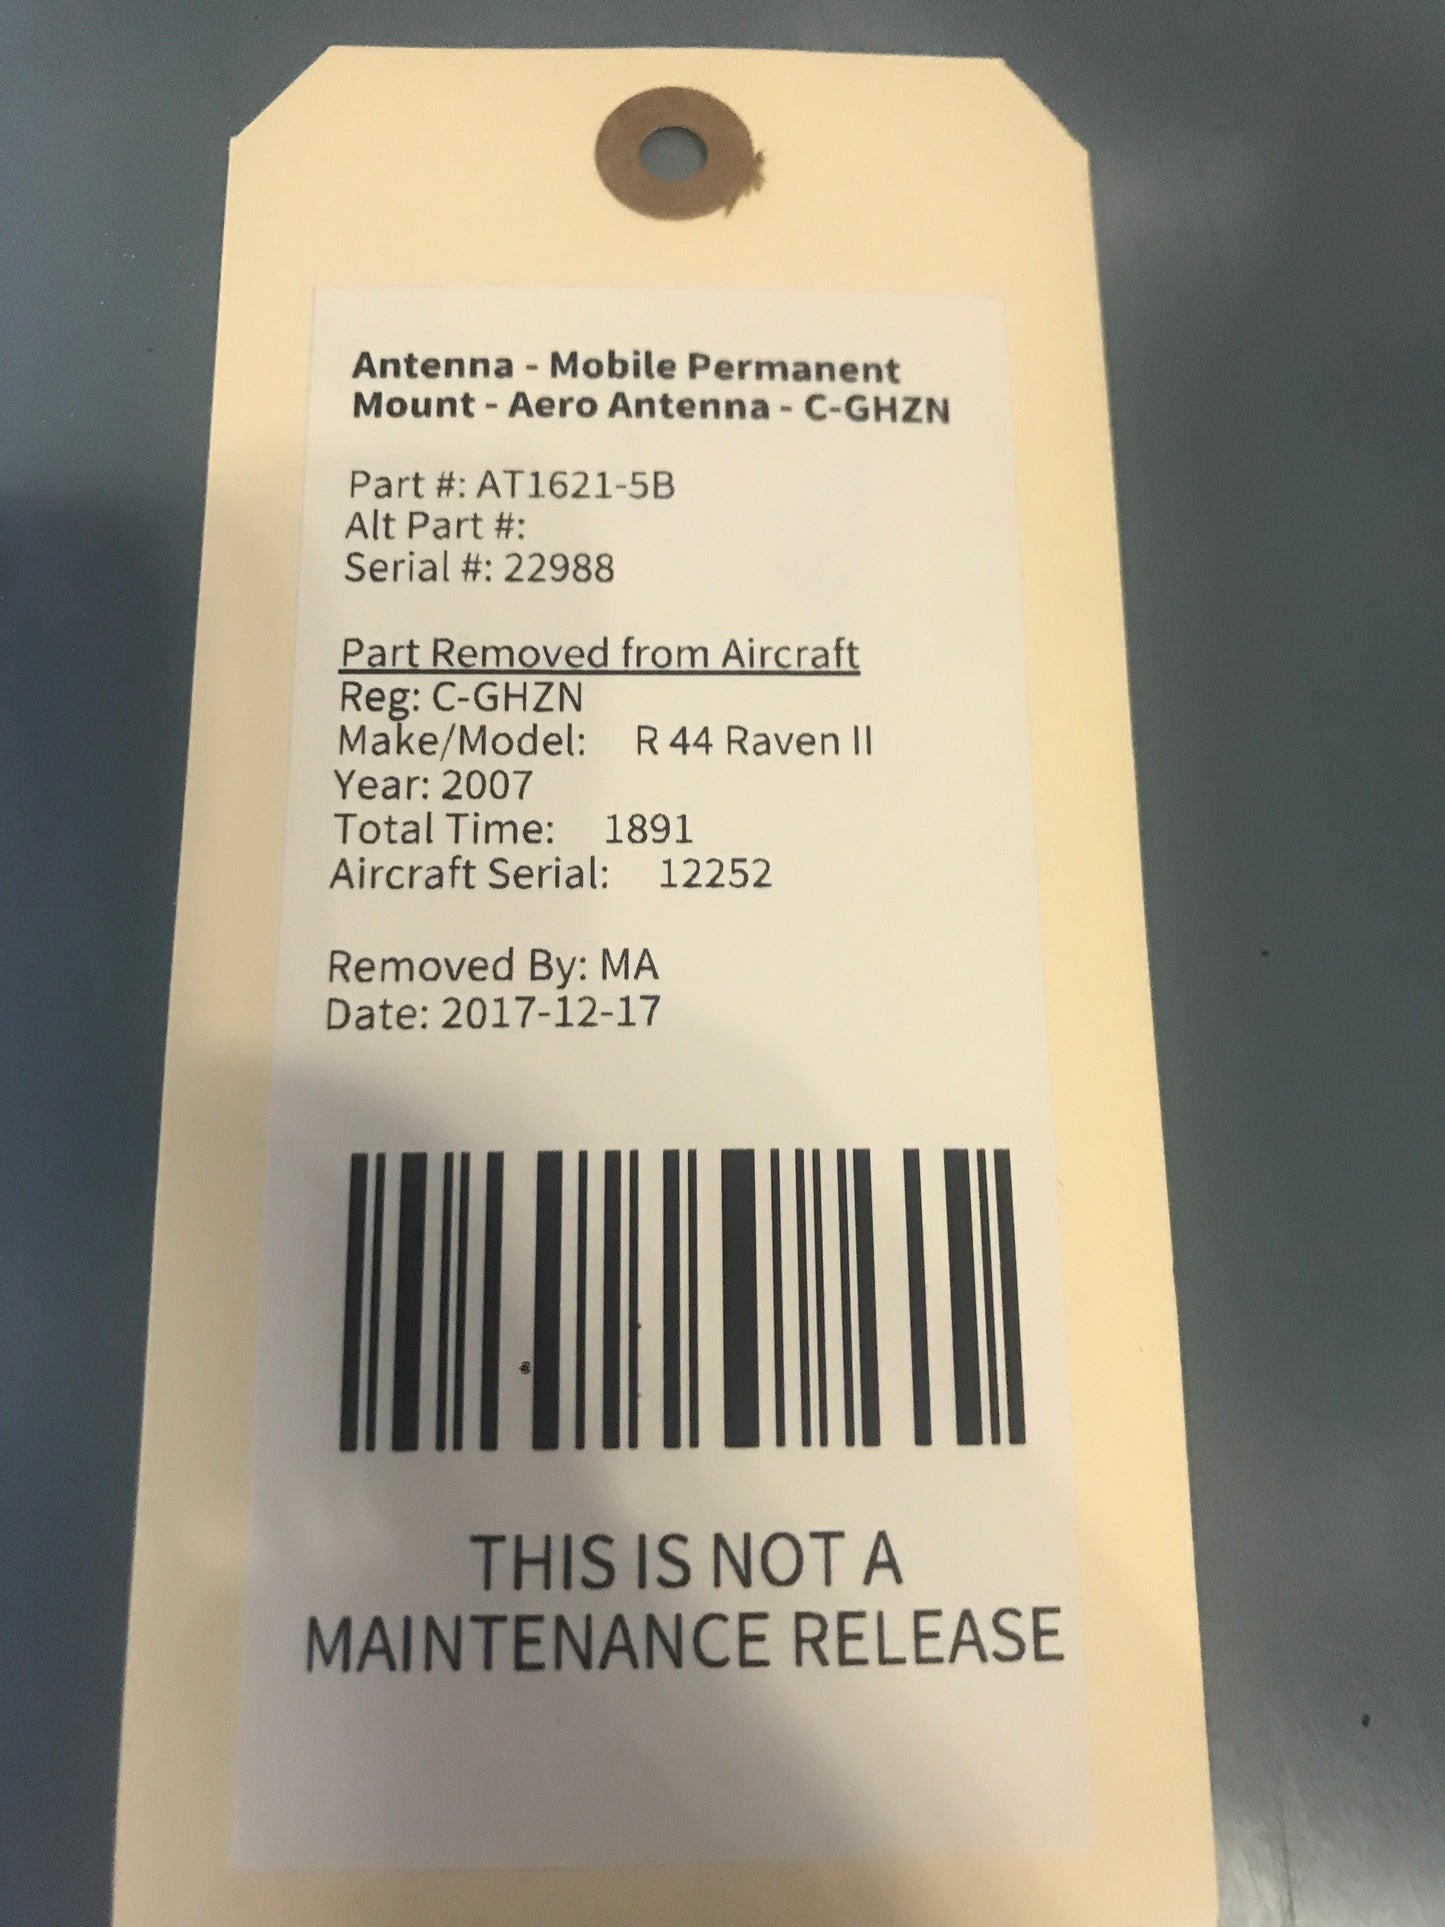 Antenna - Mobile Permanent
Mount - Aero Antenna - C-GHZN
Part #: AT1621-5B
Alt Part #:
Serial #: 22988
Part Removed from Aircraft
Reg: C-GHZN
Make/Model: R 44 Raven II
Year: 2007
Total Time: 1891
Aircraft Serial: 12252
Removed By: MA
Date: 2017-12-17
THIS IS NOT A
MAINTENANCE RELEASE